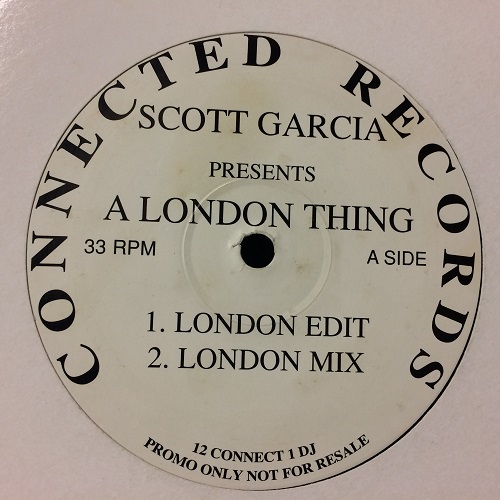 CONNECTED RECORDS
SCOTT GARCIA
PRESENTS
A LONDON THING
33 RPM
A SIDE
1. LONDON EDIT
2. LONDON MIX
12 CONNECT 1 DJ
PROMO ONLY NOT FOR RESALE